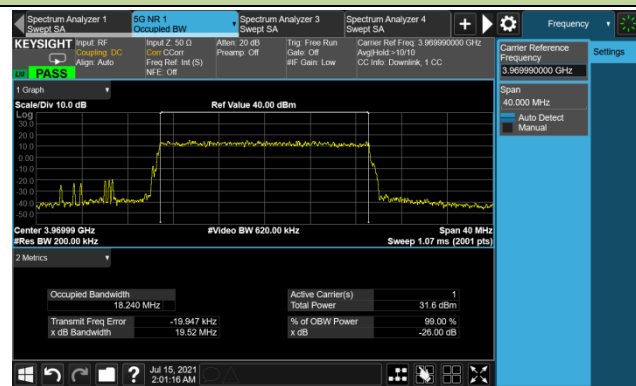 Spectrum Analyzer 1
Swept SA
5G NR 1
Occupied BW
Spectrum Analyzer 3
Swept SA
Spectrum Analyzer 4
Swept SA
+
Frequency
KEYSIGHT
Input: RF
Coupling: DC
Align: Auto
Input Z: 50 Ω
Corr CCorr
Freq Ref: Int (S)
NFE: Off
Atten: 20 dB
Preamp: Off
Trig: Free Run
Gate: Off
#IF Gain: Low
Carrier Ref Freq: 3.969990000 GHz
Avg|Hold:>10/10
CC Info: Downlink, 1 CC
LV PASS
Carrier Reference
Frequency
3.969990000 GHz
Settings
Span
40.000 MHz
Auto Detect
Manual
1 Graph
Scale/Div 10.0 dB
Ref Value 40.00 dBm
Log
30.0
20.0
10.0
0.00
-10.0
-20.0
-30.0
-40.0
-50.0
Center 3.96999 GHz
#Res BW 200.00 kHz
#Video BW 620.00 kHz
Span 40 MHz
Sweep 1.07 ms (2001 pts)
2 Metrics
Occupied Bandwidth
18.240 MHz
Transmit Freq Error -19.947 kHz
x dB Bandwidth 19.52 MHz
Active Carrier(s) 1
Total Power 31.6 dBm
% of OBW Power 99.00 %
x dB -26.00 dB
?
Jul 15, 2021
2:01:16 AM